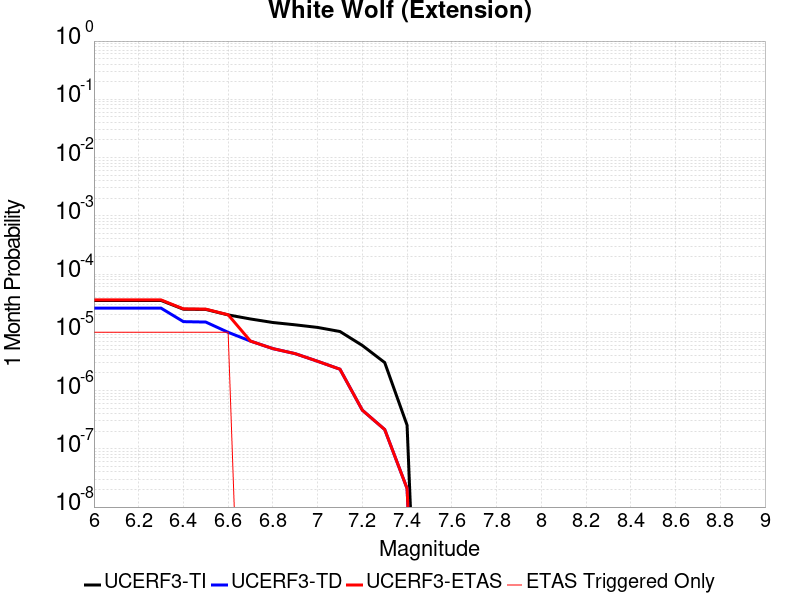 White Wolf (Extension)
1 Month Probability
10^0
10^-1
10^-2
10^-3
10^-4
10^-5
10^-6
10^-7
10^-8
6 6.2 6.4 6.6 6.8 7 7.2 7.4 7.6 7.8 8 8.2 8.4 8.6 8.8 9
Magnitude
UCERF3-TI UCERF3-TD UCERF3-ETAS ETAS Triggered Only